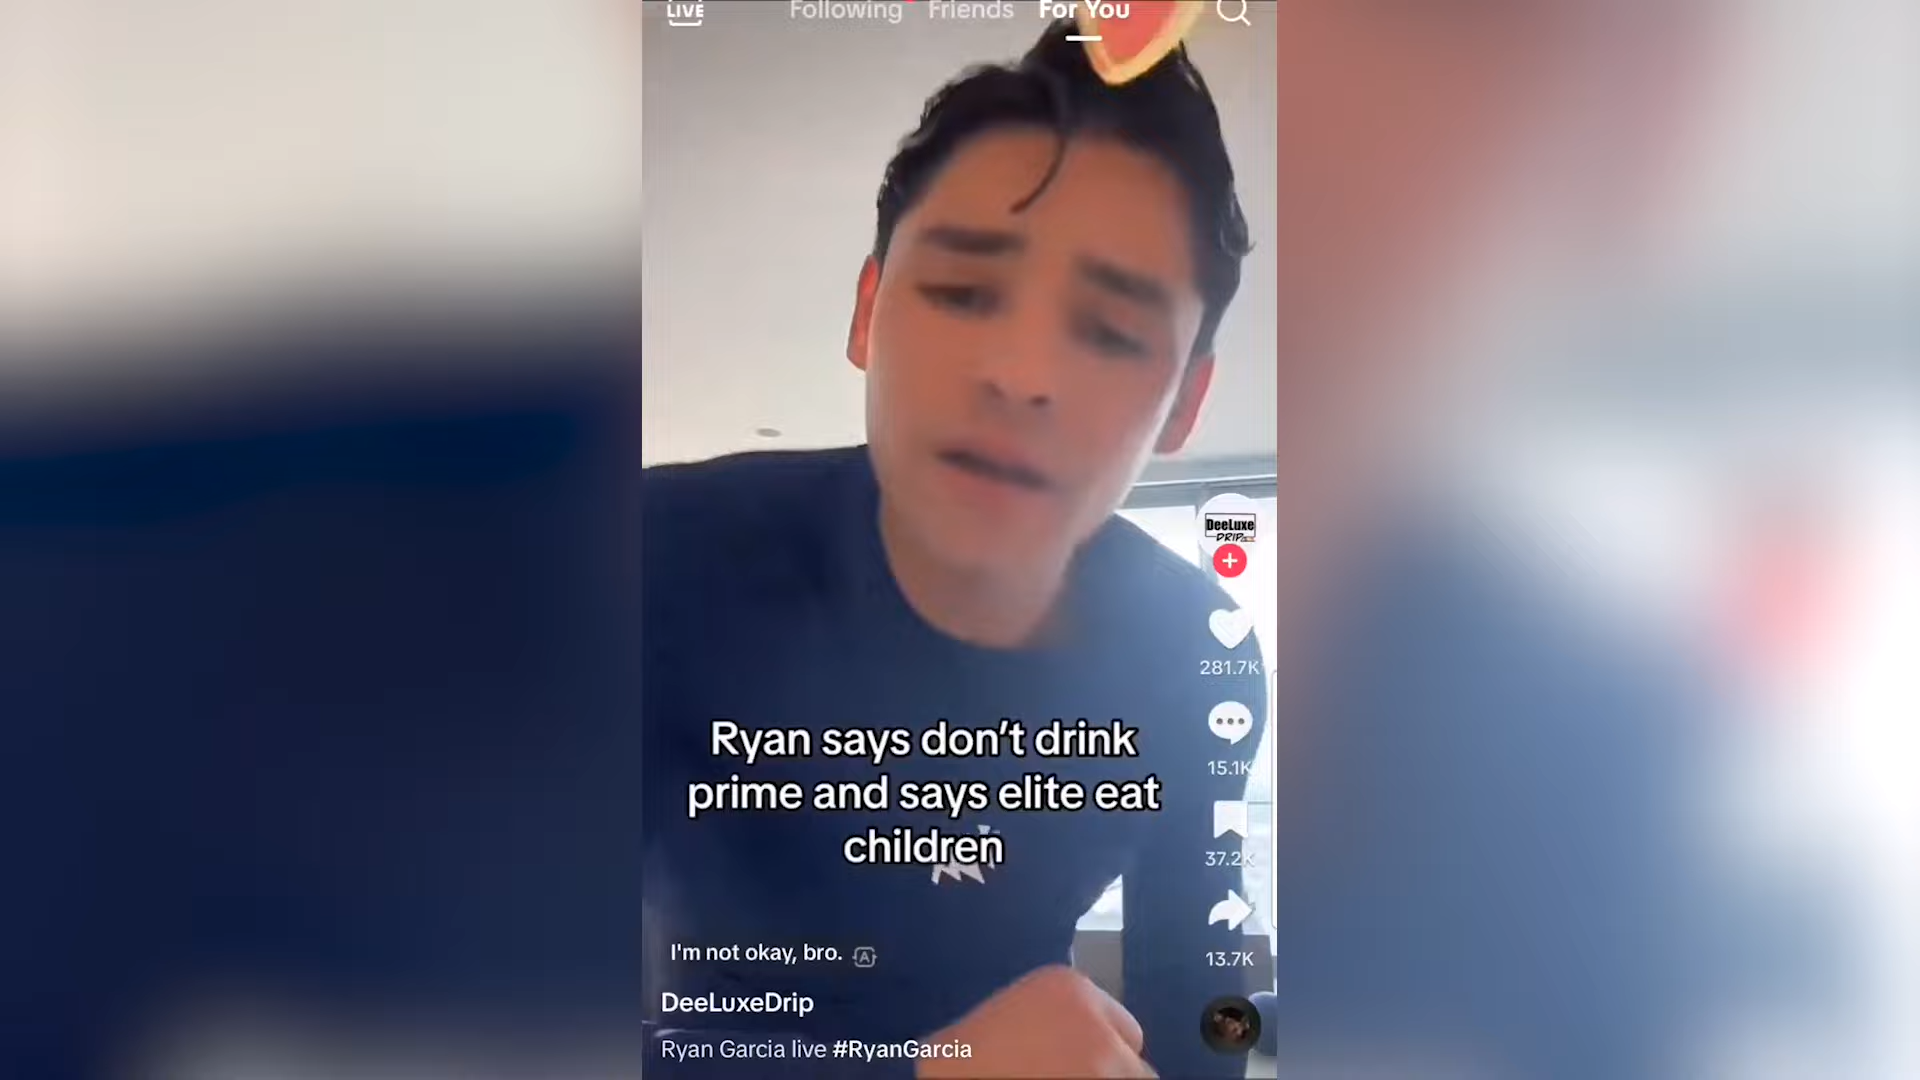 LIVE
Following Friends For You
DeeLuxe
DRIP
281.7K
15.1K
37.2K
13.7K
Ryan says don't drink
prime and says elite eat
children
I'm not okay, bro. A
DeeLuxeDrip
Ryan Garcia live #RyanGarcia